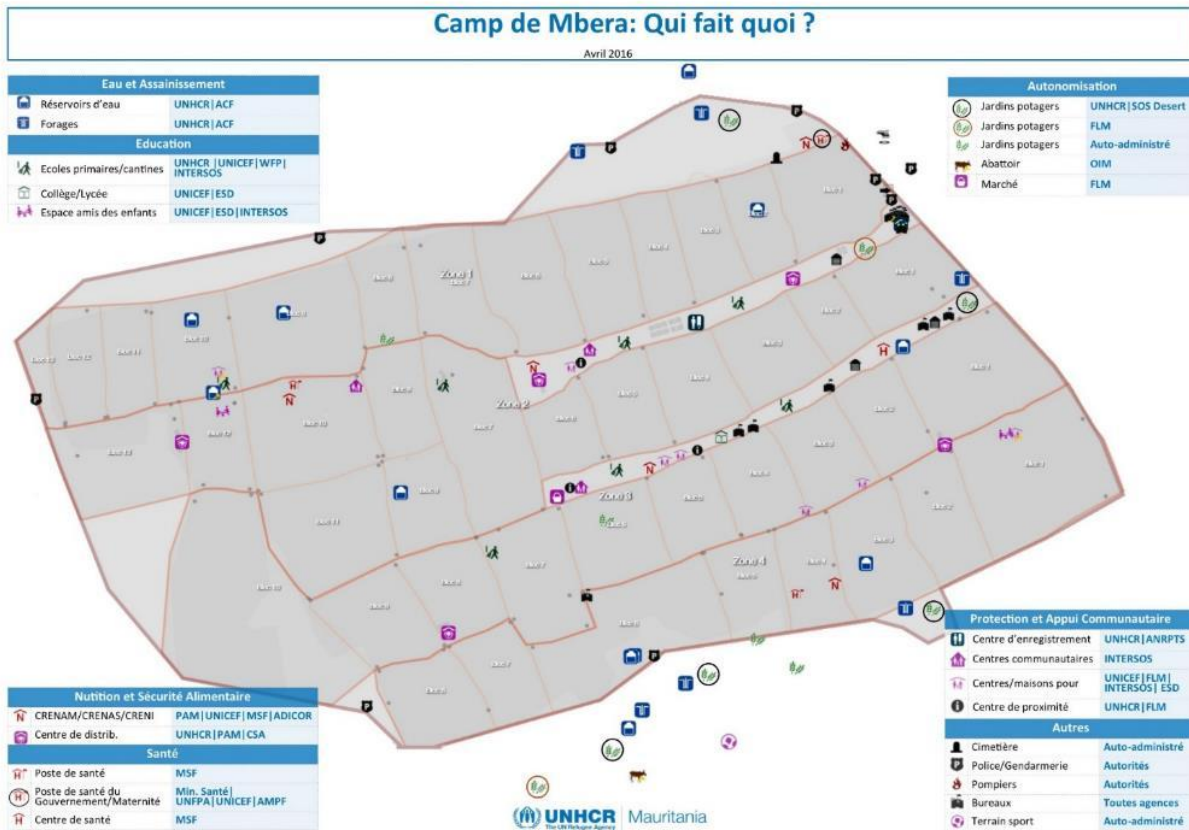 Camp de Mbera: Qui fait quoi ?
Avril 2016
Eau et Assainissement
Réservoirs d'eau UNHCR|ACF
Forages UNHCR|ACF
Education
Ecoles primaires/cantines UNHCR |UNICEF|WFP|
INTERSOS
Collège/Lycée UNICEF|ESD
Espace amis des enfants UNICEF|ESD|INTERSOS
Autonomisation
Jardins potagers UNHCR|SOS Desert
Jardins potagers FLM
Jardins potagers Auto-administré
Abattoir OIM
Marché FLM
Zone 1
Zone 2
Zone 3
Zone 4
Nutition et Sécurité Alimentaire
CRENAM/CRENAS/CRENI PAM|UNICEF|MSF|ADICOR
Centre de distrib. UNHCR|PAM|CSA
Santé
Poste de santé MSF
Poste de santé du
Gouvernement/Maternité Min. Santé|
UNFPA|UNICEF|AMPF
Centre de santé MSF
Protection et Appui Communautaire
Centre d'enregistrement UNHCR|ANRPTS
Centres communautaires INTERSOS
Centres/maisons pour UNICEF|FLM|
INTERSOS| ESD
Centre de proximité UNHCR|FLM
Autres
Cimetière Auto-administré
Police/Gendarmerie Autorités
Pompiers Autorités
Bureaux Toutes agences
Terrain sport Auto-administré
UNHCR
The UN Refugee Agency
Mauritania